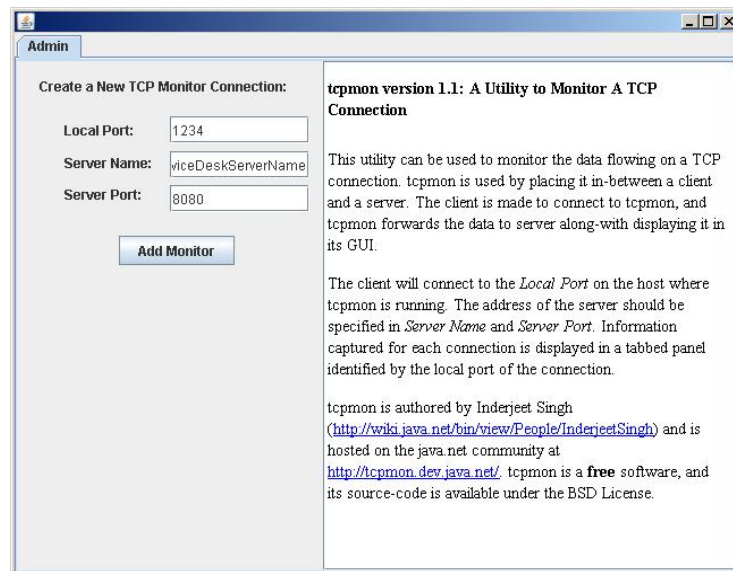 Admin
Create a New TCP Monitor Connection:
Local Port:
1234
Server Name:
viceDeskServerName
Server Port:
8080
Add Monitor
tcpmon version 1.1: A Utility to Monitor A TCP
Connection
This utility can be used to monitor the data flowing on a TCP
connection. tcpmon is used by placing it in-between a client
and a server. The client is made to connect to tcpmon, and
tcpmon forwards the data to server along-with displaying it in
its GUI.
The client will connect to the Local Port on the host where
tcpmon is running. The address of the server should be
specified in Server Name and Server Port. Information
captured for each connection is displayed in a tabbed panel
identified by the local port of the connection.
tcpmon is authored by Inderjeet Singh
(http://wiki.java.net/bin/view/People/InderjeetSingh) and is
hosted on the java.net community at
http://tcpmon.dev.java.net/. tcpmon is a free software, and
its source-code is available under the BSD License.